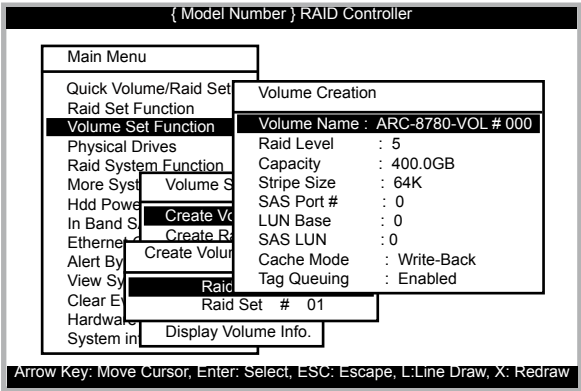 { Model Number } RAID Controller
Main Menu
Quick Volume/Raid Set
Raid Set Function
Volume Set Function
Physical Drives
Raid System Function
More Syst
Hdd Powe
In Band S
Ethernet
Alert By
View Sy
Clear Ev
Hardware
System in
Volume S
Create Vo
Create Ra
Display Volume Info.
Create Volum
Raid
Raid Set # 01
Volume Creation
Volume Name : ARC-8780-VOL # 000
Raid Level : 5
Capacity : 400.0GB
Stripe Size : 64K
SAS Port # : 0
LUN Base : 0
SAS LUN : 0
Cache Mode : Write-Back
Tag Queuing : Enabled
Arrow Key: Move Cursor, Enter: Select, ESC: Escape, L:Line Draw, X: Redraw